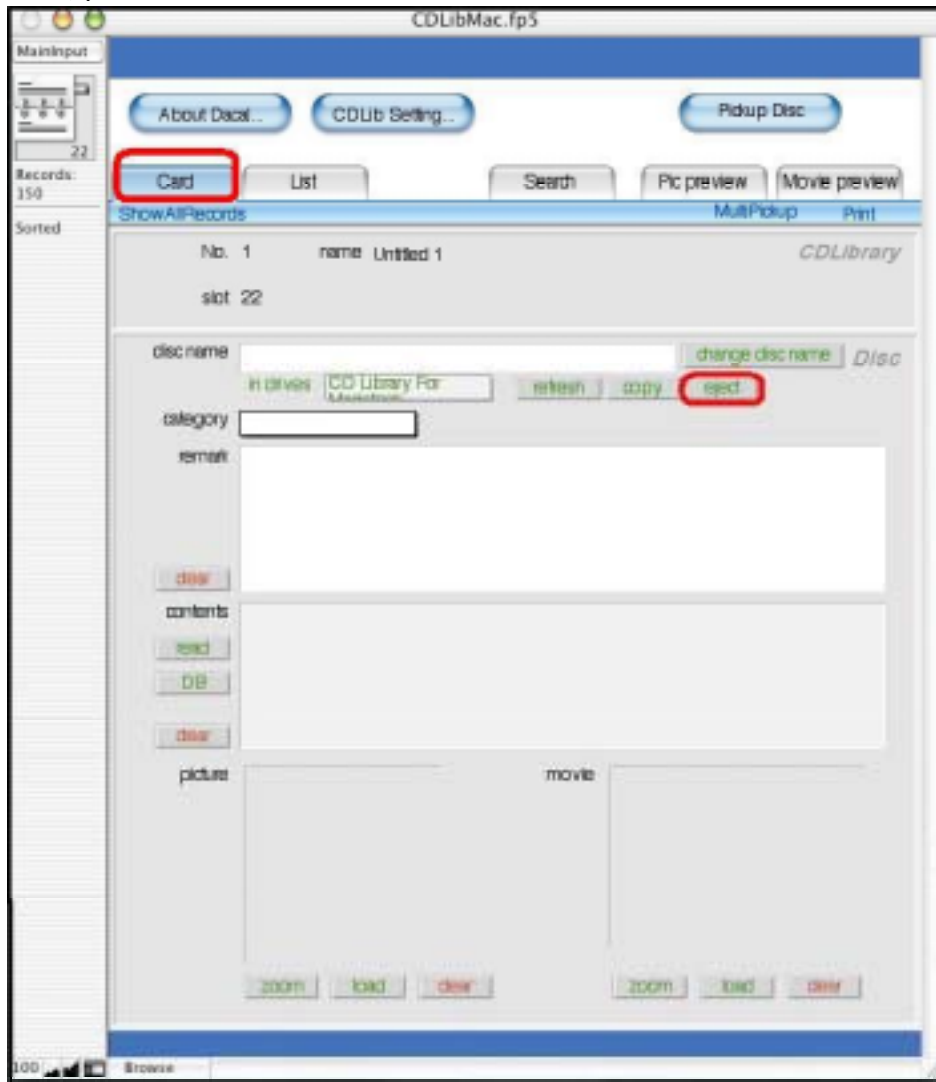 CDLibMac.fp5
MainInput
About Dacal... CDLib Setting... Pickup Disc
22
Records:
150
Sorted
Card List Search Pic preview Movie preview
ShowAllRecords MultiPickup Print
No. 1 name Untitled 1 CDLibrary
slot 22
disc name change disc name Disc
in drives CD Library For refresh copy eject
category
remark
clear
contents
read
DB
clear
picture movie
zoom load clear zoom load clear
100 Browse